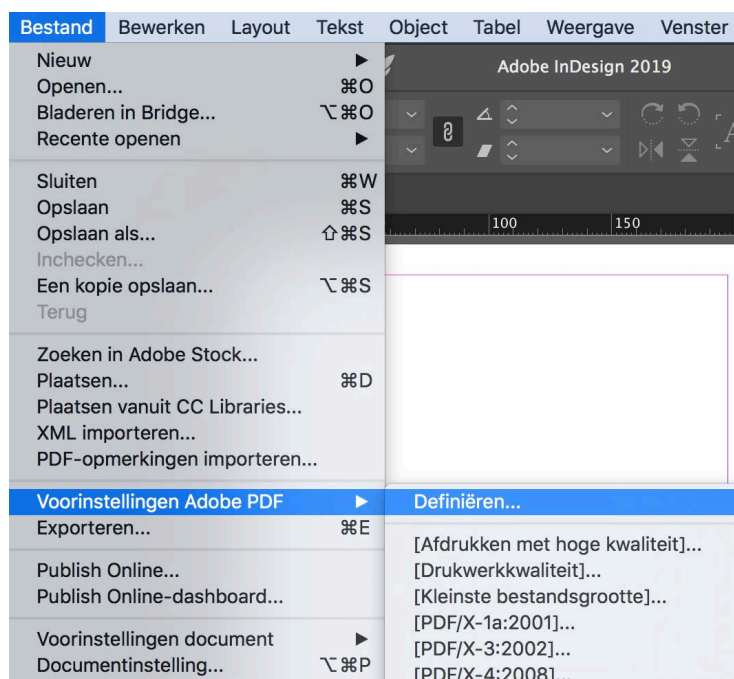 Bestand Bewerken Layout Tekst Object Tabel Weergave Venster
Adobe InDesign 2019
Nieuw ▶
Openen... ⌘O
Bladeren in Bridge... ⌥⌘O
Recente openen ▶
Sluiten ⌘W
Opslaan ⌘S
Opslaan als... ⇧⌘S
Inchecken...
Een kopie opslaan... ⌥⌘S
Terug
Zoeken in Adobe Stock...
Plaatsen... ⌘D
Plaatsen vanuit CC Libraries...
XML importeren...
PDF-opmerkingen importeren...
Voorinstellingen Adobe PDF ▶
Exporteren... ⌘E
Publish Online...
Publish Online-dashboard...
Voorinstellingen document ▶
Documentinstelling... ⌥⌘P
100 150
Definiëren...
[Afdrukken met hoge kwaliteit]...
[Drukwerkkwaliteit]...
[Kleinste bestandsgrootte]...
[PDF/X-1a:2001]...
[PDF/X-3:2002]...
[PDF/X-4:2008]...